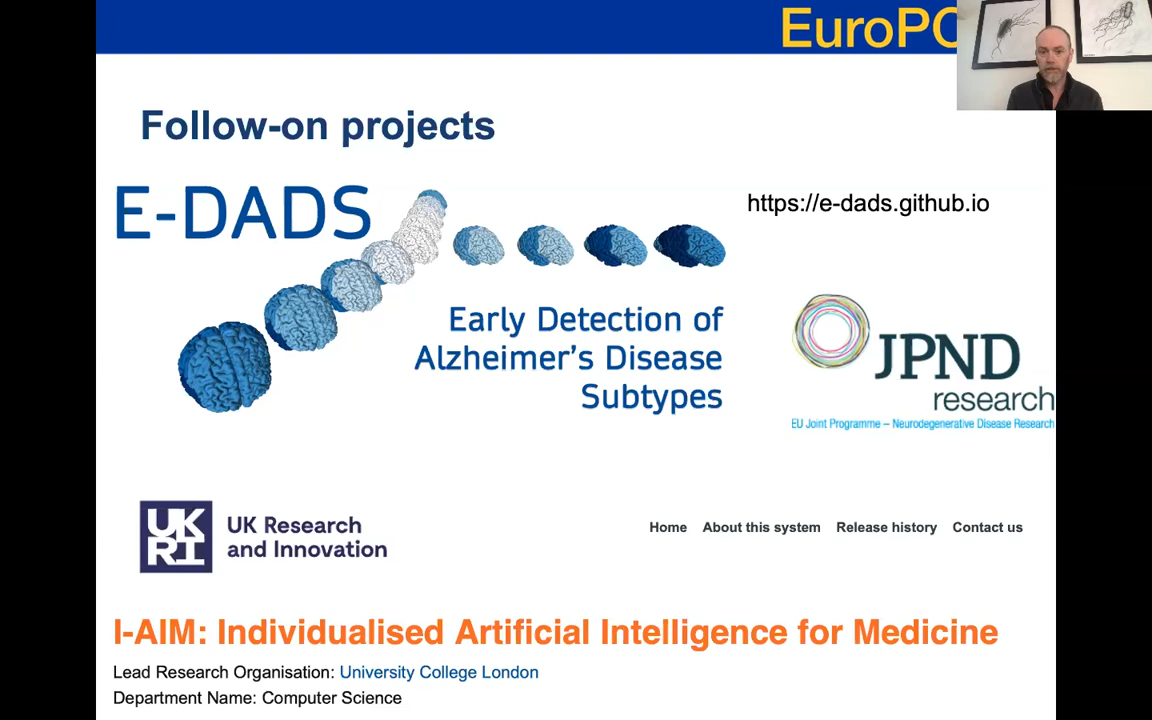 EuroPO
Follow-on projects
E-DADS
https://e-dads.github.io
Early Detection of
Alzheimer's Disease
Subtypes
JPND
research
EU Joint Programme – Neurodegenerative Disease Research
UK
RI
UK Research
and Innovation
Home About this system Release history Contact us
I-AIM: Individualised Artificial Intelligence for Medicine
Lead Research Organisation: University College London
Department Name: Computer Science